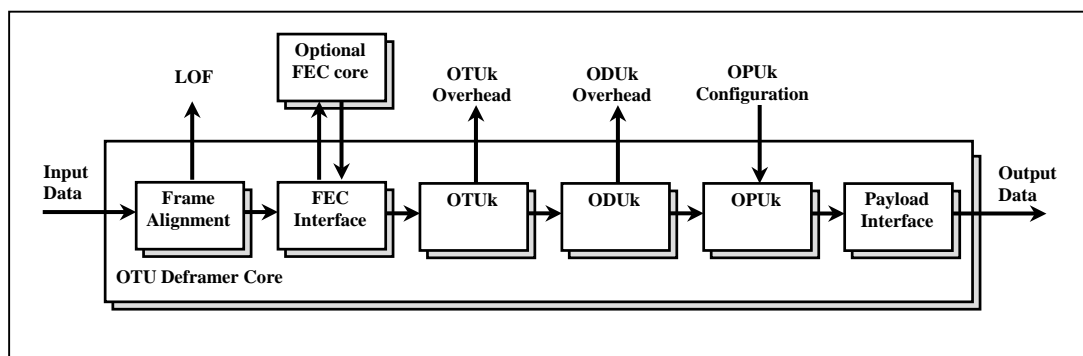 Optional
FEC core
LOF
OTUk
Overhead
ODUk
Overhead
OPUk
Configuration
Input
Data
Frame
Alignment
FEC
Interface
OTUk
ODUk
OPUk
Payload
Interface
Output
Data
OTU Deframer Core